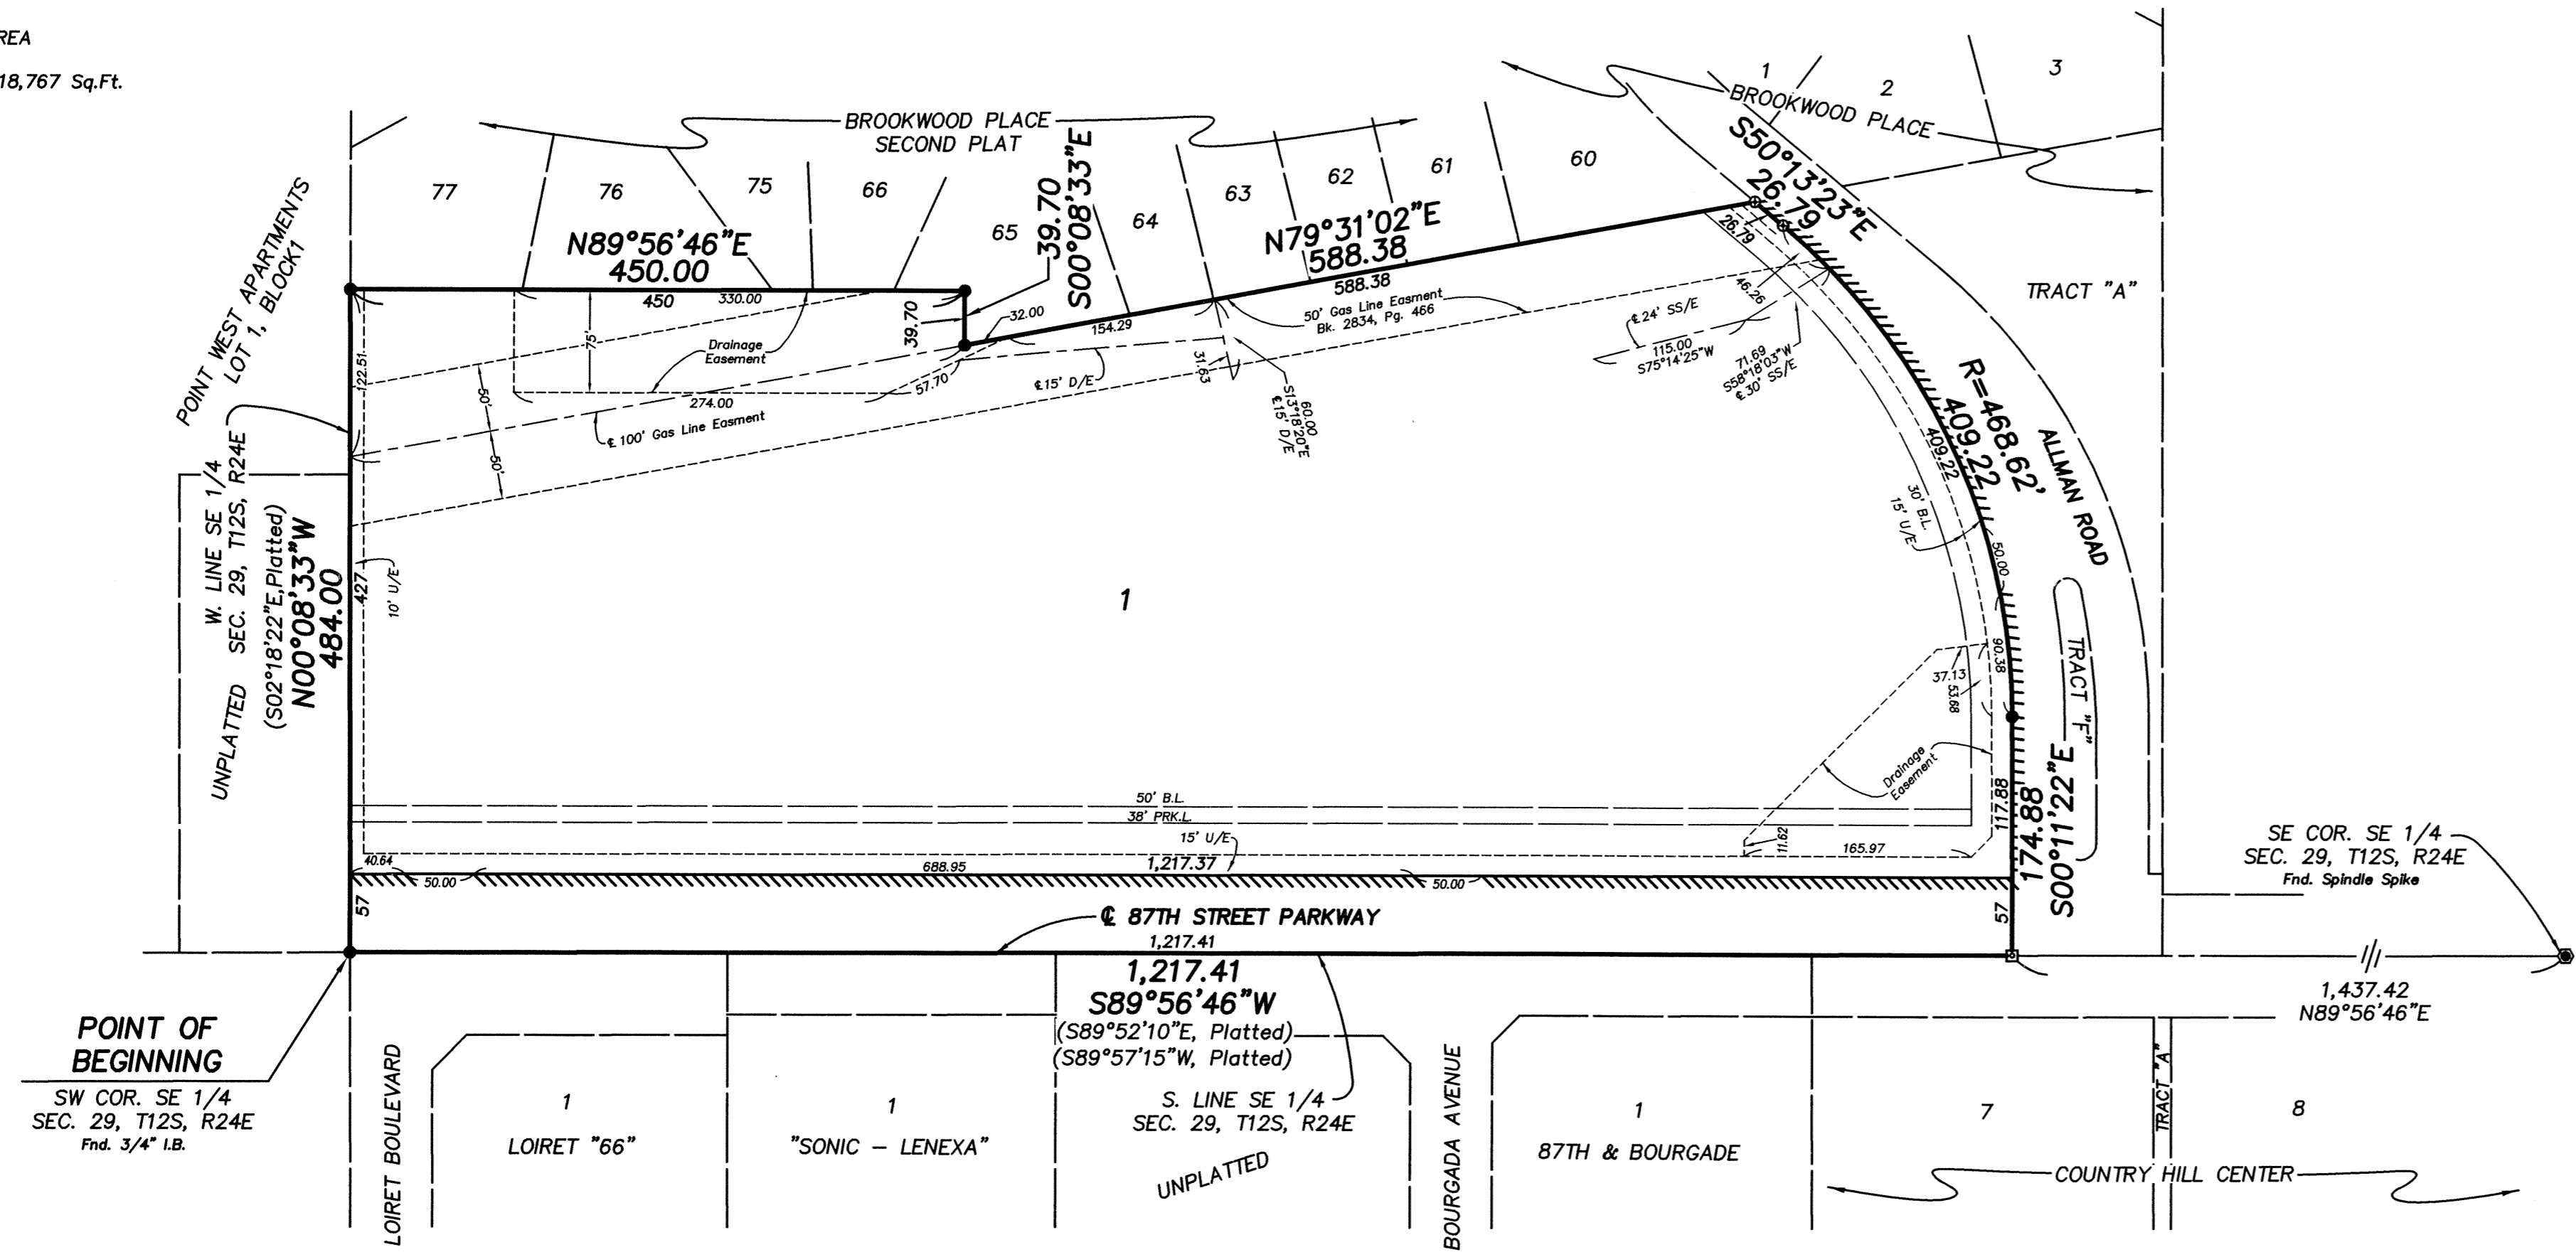 REA
18,767 Sq.Ft.
BROOKWOOD PLACE
SECOND PLAT
BROOKWOOD PLACE
1
2
3
77
76
75
66
65
64
63
62
61
60
N89°56'46"E
450.00
450
330.00
39.70
S00°08'33"E
39.70
N79°31'02"E
588.38
588.38
S50°13'23"E
26.79
26.79
POINT WEST APARTMENTS
LOT 1, BLOCK1
TRACT "A"
32.00
154.29
50' Gas Line Easment
Bk. 2834, Pg. 466
75'
Drainage
Easement
22.51
50'
50'
274.00
57.70
℄ 100' Gas Line Easment
℄15' D/E
31.63
60.00
S13°18'20"E
℄15' D/E
46.26
℄24' SS/E
115.00
S75°14'25"W
71.69
S58°18'03"W
℄ 30' SS/E
R=468.62'
409.22
409.22
ALLMAN ROAD
30' B.L.
15' U/E
50.00
W. LINE SE 1/4
SEC. 29, T12S, R24E
(S02°18'22"E,Platted)
N00°08'33"W
484.00
UNPLATTED
427
10' U/E
1
90.38
37.13
53.68
TRACT "F"
Drainage
Easement
117.88
174.88
S00°11'22"E
50' B.L.
38' PRK.L.
15' U/E
40.64
50.00
688.95
1,217.37
50.00
11.62
165.97
57
57
℄ 87TH STREET PARKWAY
1,217.41
1,217.41
S89°56'46"W
(S89°52'10"E, Platted)
(S89°57'15"W, Platted)
S. LINE SE 1/4
SEC. 29, T12S, R24E
SE COR. SE 1/4
SEC. 29, T12S, R24E
Fnd. Spindle Spike
1,437.42
N89°56'46"E
POINT OF
BEGINNING
SW COR. SE 1/4
SEC. 29, T12S, R24E
Fnd. 3/4" I.B.
LOIRET BOULEVARD
1
LOIRET "66"
1
"SONIC – LENEXA"
UNPLATTED
BOURGADA AVENUE
1
87TH & BOURGADE
7
TRACT "A"
8
COUNTRY HILL CENTER